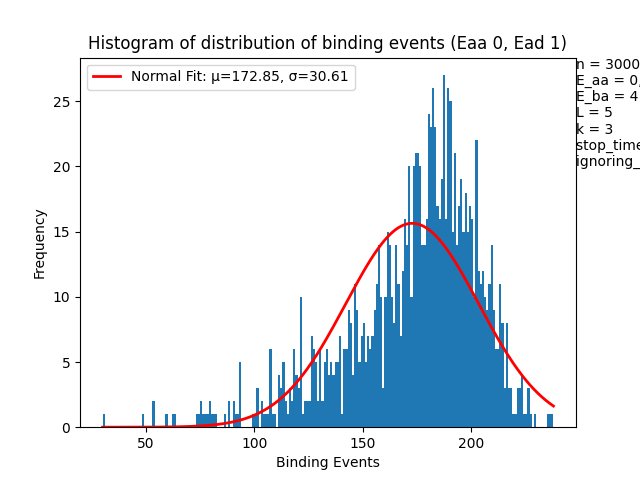 Histogram of distribution of binding events (Eaa 0, Ead 1)
Normal Fit: μ=172.85, σ=30.61
n = 3000
E_aa = 0,
E_ba = 4
L = 5
k = 3
stop_time
ignoring_
Frequency
25
20
15
10
5
0
50
100
150
200
Binding Events